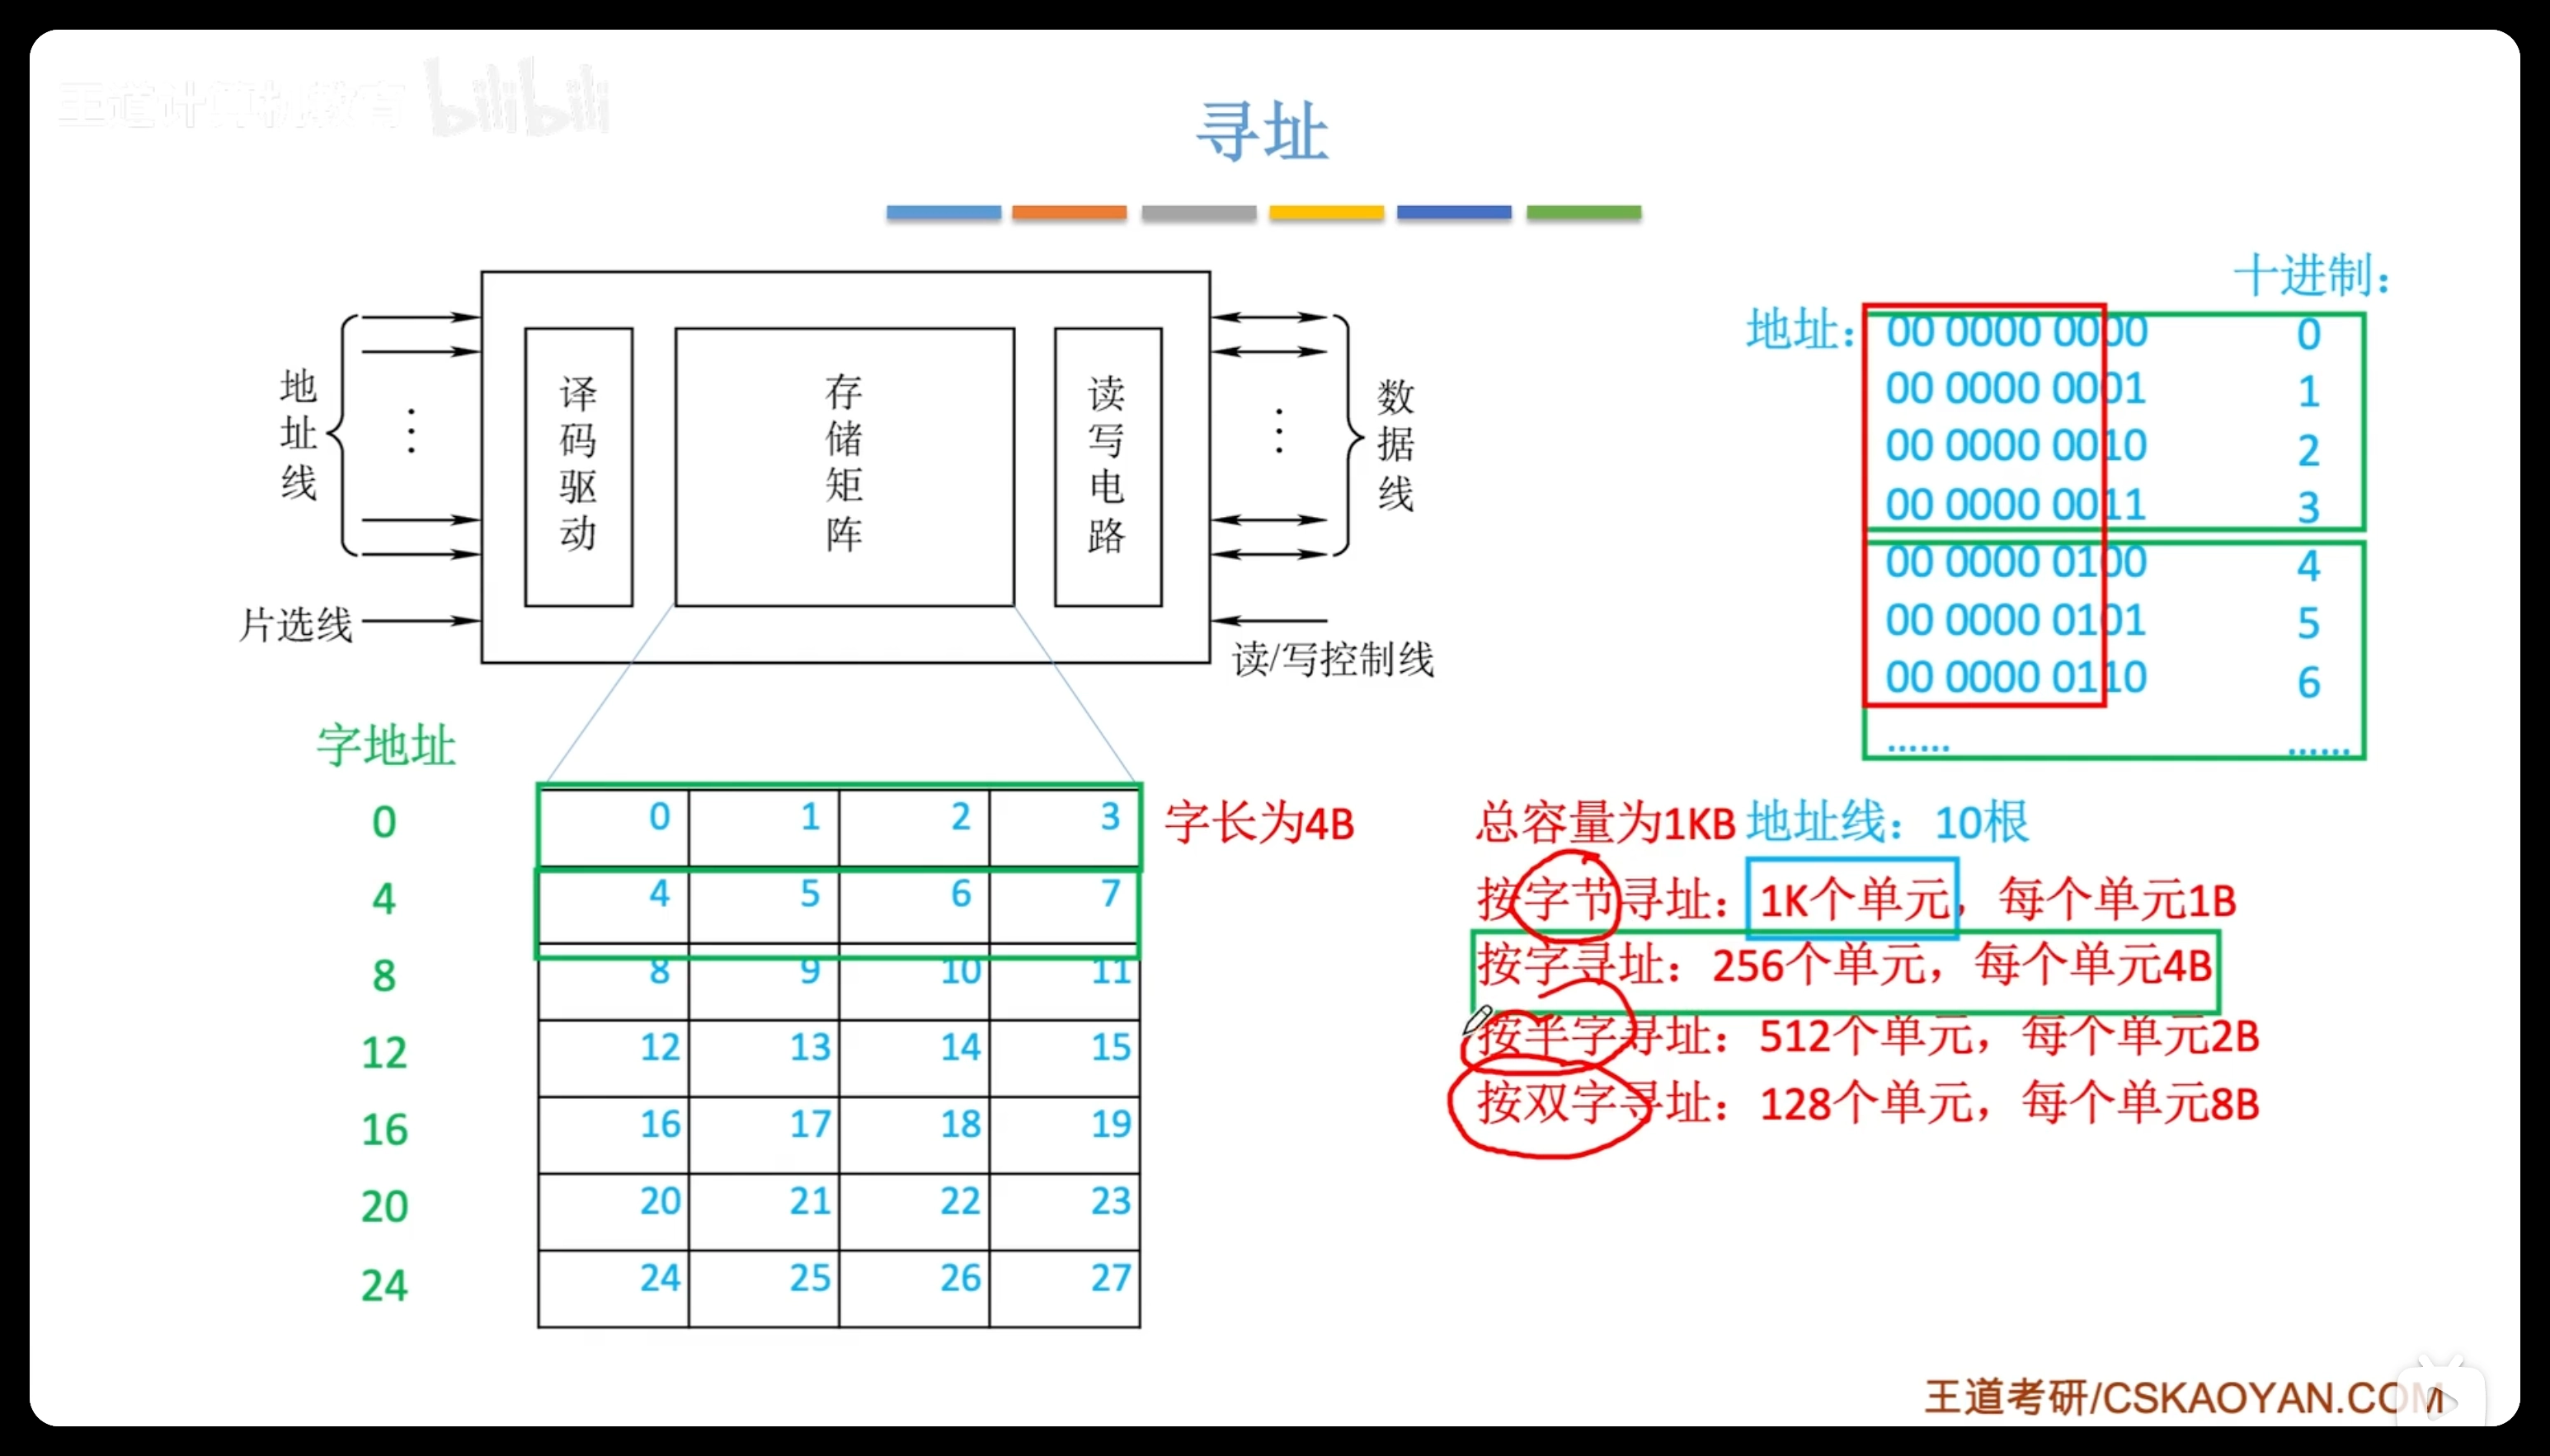 王道计算机教育 bilibili
寻址
地址线
译码驱动
存储矩阵
读写电路
数据线
片选线
读/写控制线
十进制：
地址： 00 0000 0000 0
00 0000 0001 1
00 0000 0010 2
00 0000 0011 3
00 0000 0100 4
00 0000 0101 5
00 0000 0110 6
...... ......
字地址
0 0 1 2 3 字长为4B
4 4 5 6 7
8 8 9 10 11
12 12 13 14 15
16 16 17 18 19
20 20 21 22 23
24 24 25 26 27
总容量为1KB 地址线：10根
按字节寻址：1K个单元，每个单元1B
按字寻址：256个单元，每个单元4B
按半字寻址：512个单元，每个单元2B
按双字寻址：128个单元，每个单元8B
王道考研/CSKAOYAN.COM